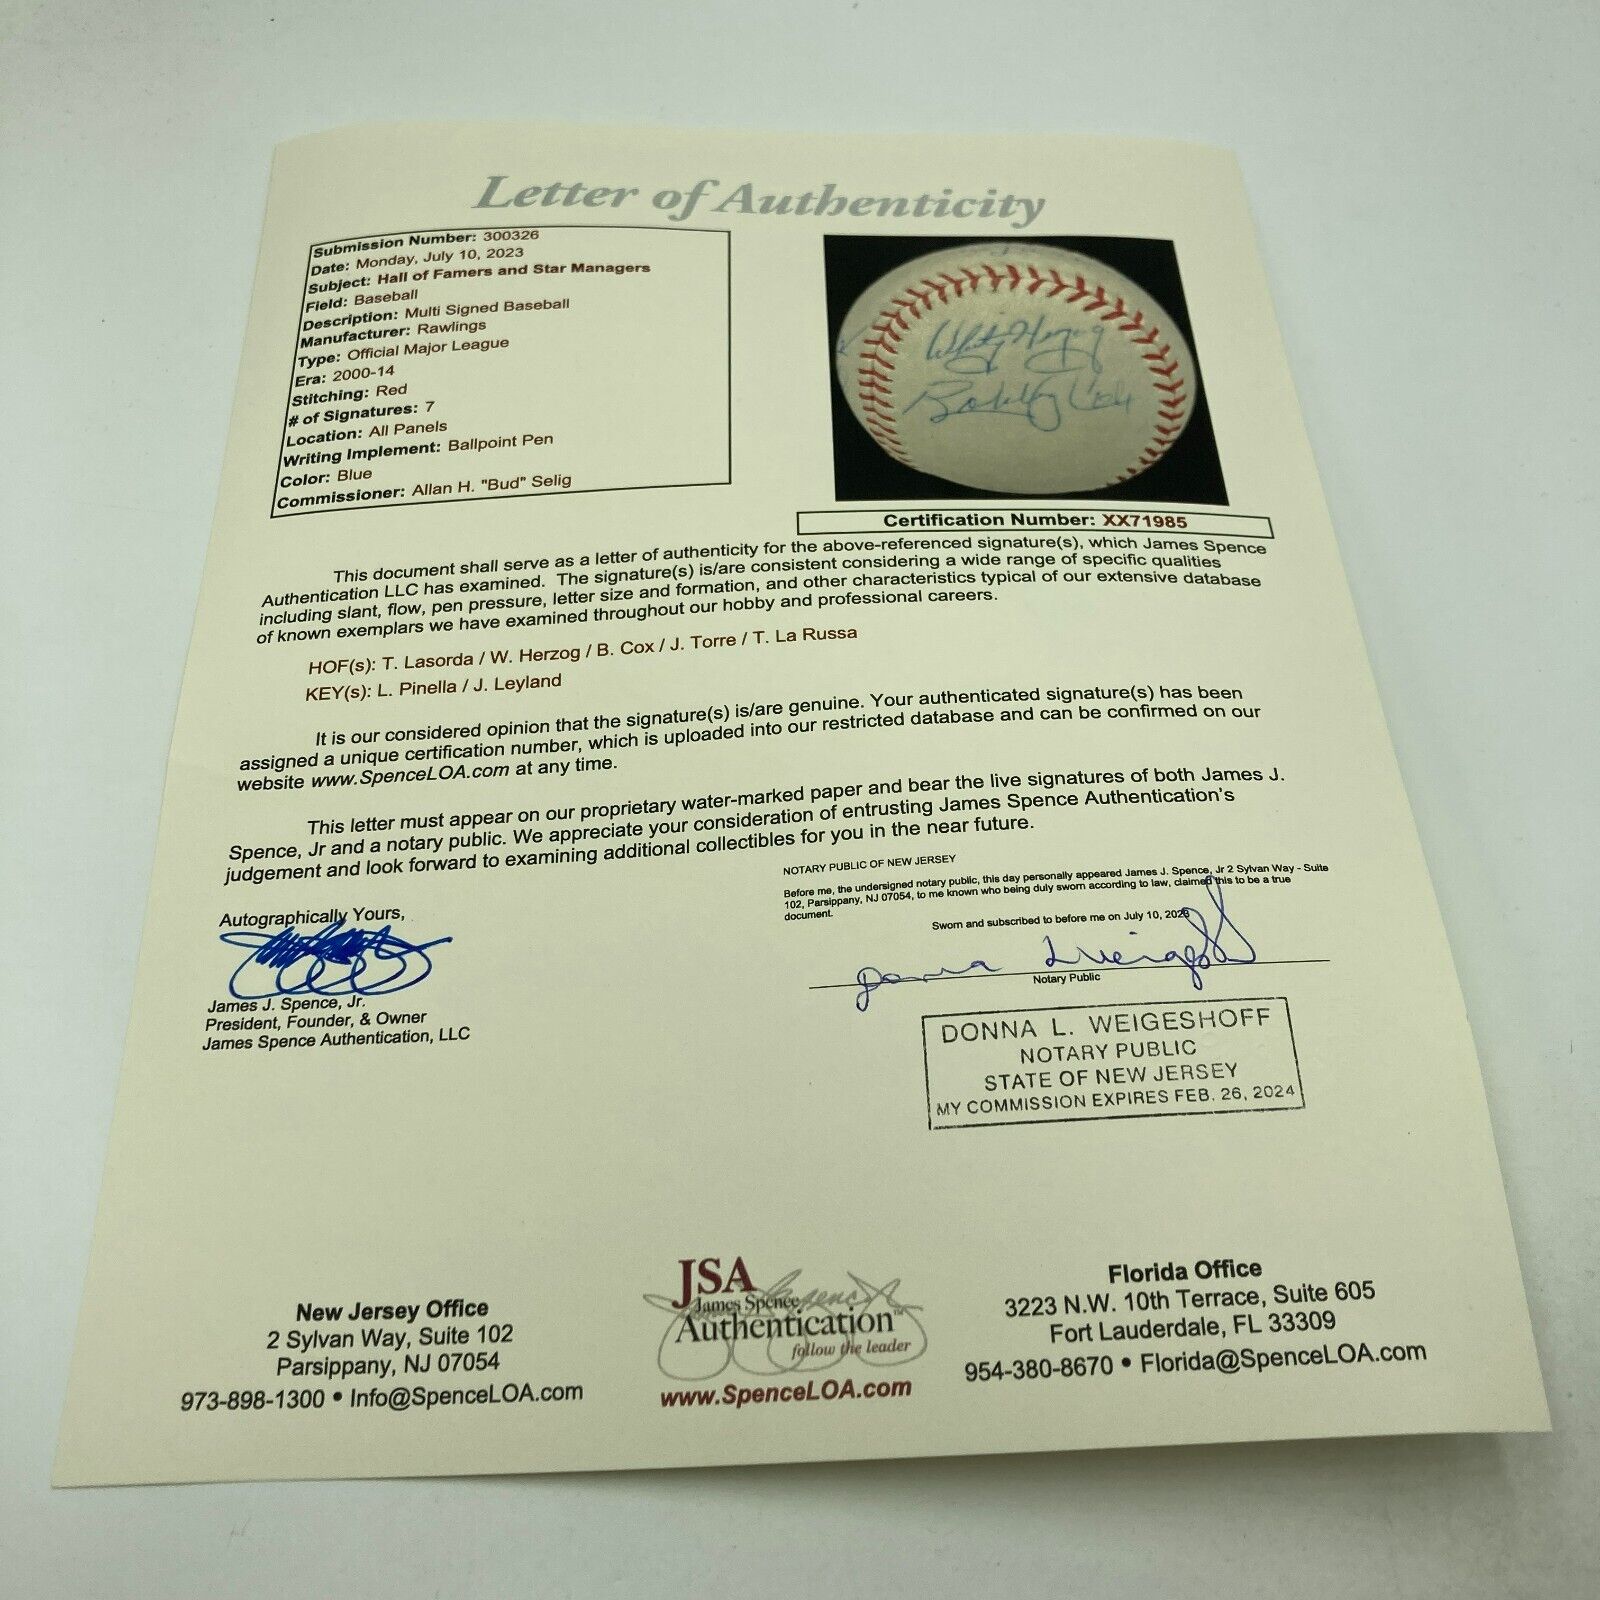 Letter of Authenticity
Submission Number: 300326
Date: Monday, July 10, 2023
Subject: Hall of Famers and Star Managers
Field: Baseball
Description: Multi Signed Baseball
Manufacturer: Rawlings
Type: Official Major League
Era: 2000-14
Stitching: Red
# of Signatures: 7
Location: All Panels
Writing Implement: Ballpoint Pen
Color: Blue
Commissioner: Allan H. "Bud" Selig
Whitey Herzog
Bobby Cox
Certification Number: XX71985
This document shall serve as a letter of authenticity for the above-referenced signature(s), which James Spence
Authentication LLC has examined. The signature(s) is/are consistent considering a wide range of specific qualities
including slant, flow, pen pressure, letter size and formation, and other characteristics typical of our extensive database
of known exemplars we have examined throughout our hobby and professional careers.
HOF(s): T. Lasorda / W. Herzog / B. Cox / J. Torre / T. La Russa
KEY(s): L. Pinella / J. Leyland
It is our considered opinion that the signature(s) is/are genuine. Your authenticated signature(s) has been
assigned a unique certification number, which is uploaded into our restricted database and can be confirmed on our
website www.SpenceLOA.com at any time.
This letter must appear on our proprietary water-marked paper and bear the live signatures of both James J.
Spence, Jr and a notary public. We appreciate your consideration of entrusting James Spence Authentication's
judgement and look forward to examining additional collectibles for you in the near future.
NOTARY PUBLIC OF NEW JERSEY
Before me, the undersigned notary public, this day personally appeared James J. Spence, Jr 2 Sylvan Way - Suite
102, Parsippany, NJ 07054, to me known who being duly sworn according to law, claimed this to be a true
document.
Sworn and subscribed to before me on July 10, 2023
Donna L Weigeshoff
Notary Public
Autographically Yours,
James J. Spence, Jr.
President, Founder, & Owner
James Spence Authentication, LLC
DONNA L. WEIGESHOFF
NOTARY PUBLIC
STATE OF NEW JERSEY
MY COMMISSION EXPIRES FEB. 26, 2024
New Jersey Office
2 Sylvan Way, Suite 102
Parsippany, NJ 07054
973-898-1300 • Info@SpenceLOA.com
JSA
James Spence
Authentication™
follow the leader
www.SpenceLOA.com
Florida Office
3223 N.W. 10th Terrace, Suite 605
Fort Lauderdale, FL 33309
954-380-8670 • Florida@SpenceLOA.com